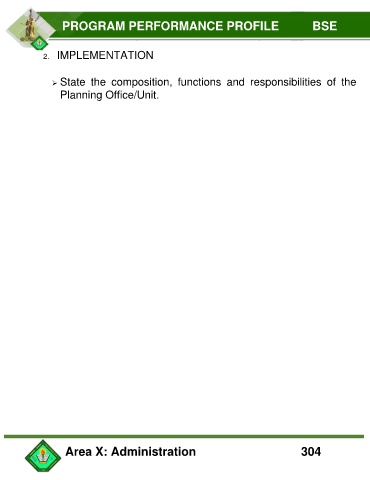 PROGRAM PERFORMANCE PROFILE BSE
2. IMPLEMENTATION
➢ State the composition, functions and responsibilities of the
Planning Office/Unit.
Area X: Administration 304